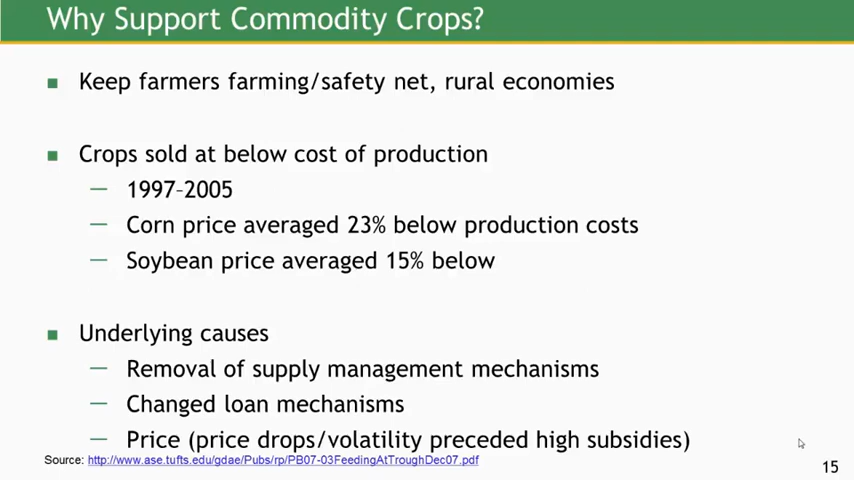 Why Support Commodity Crops?
Keep farmers farming/safety net, rural economies
Crops sold at below cost of production
— 1997–2005
— Corn price averaged 23% below production costs
— Soybean price averaged 15% below
Underlying causes
— Removal of supply management mechanisms
— Changed loan mechanisms
— Price (price drops/volatility preceded high subsidies)
Source: http://www.ase.tufts.edu/gdae/Pubs/rp/PB07-03FeedingAtTroughDec07.pdf
15